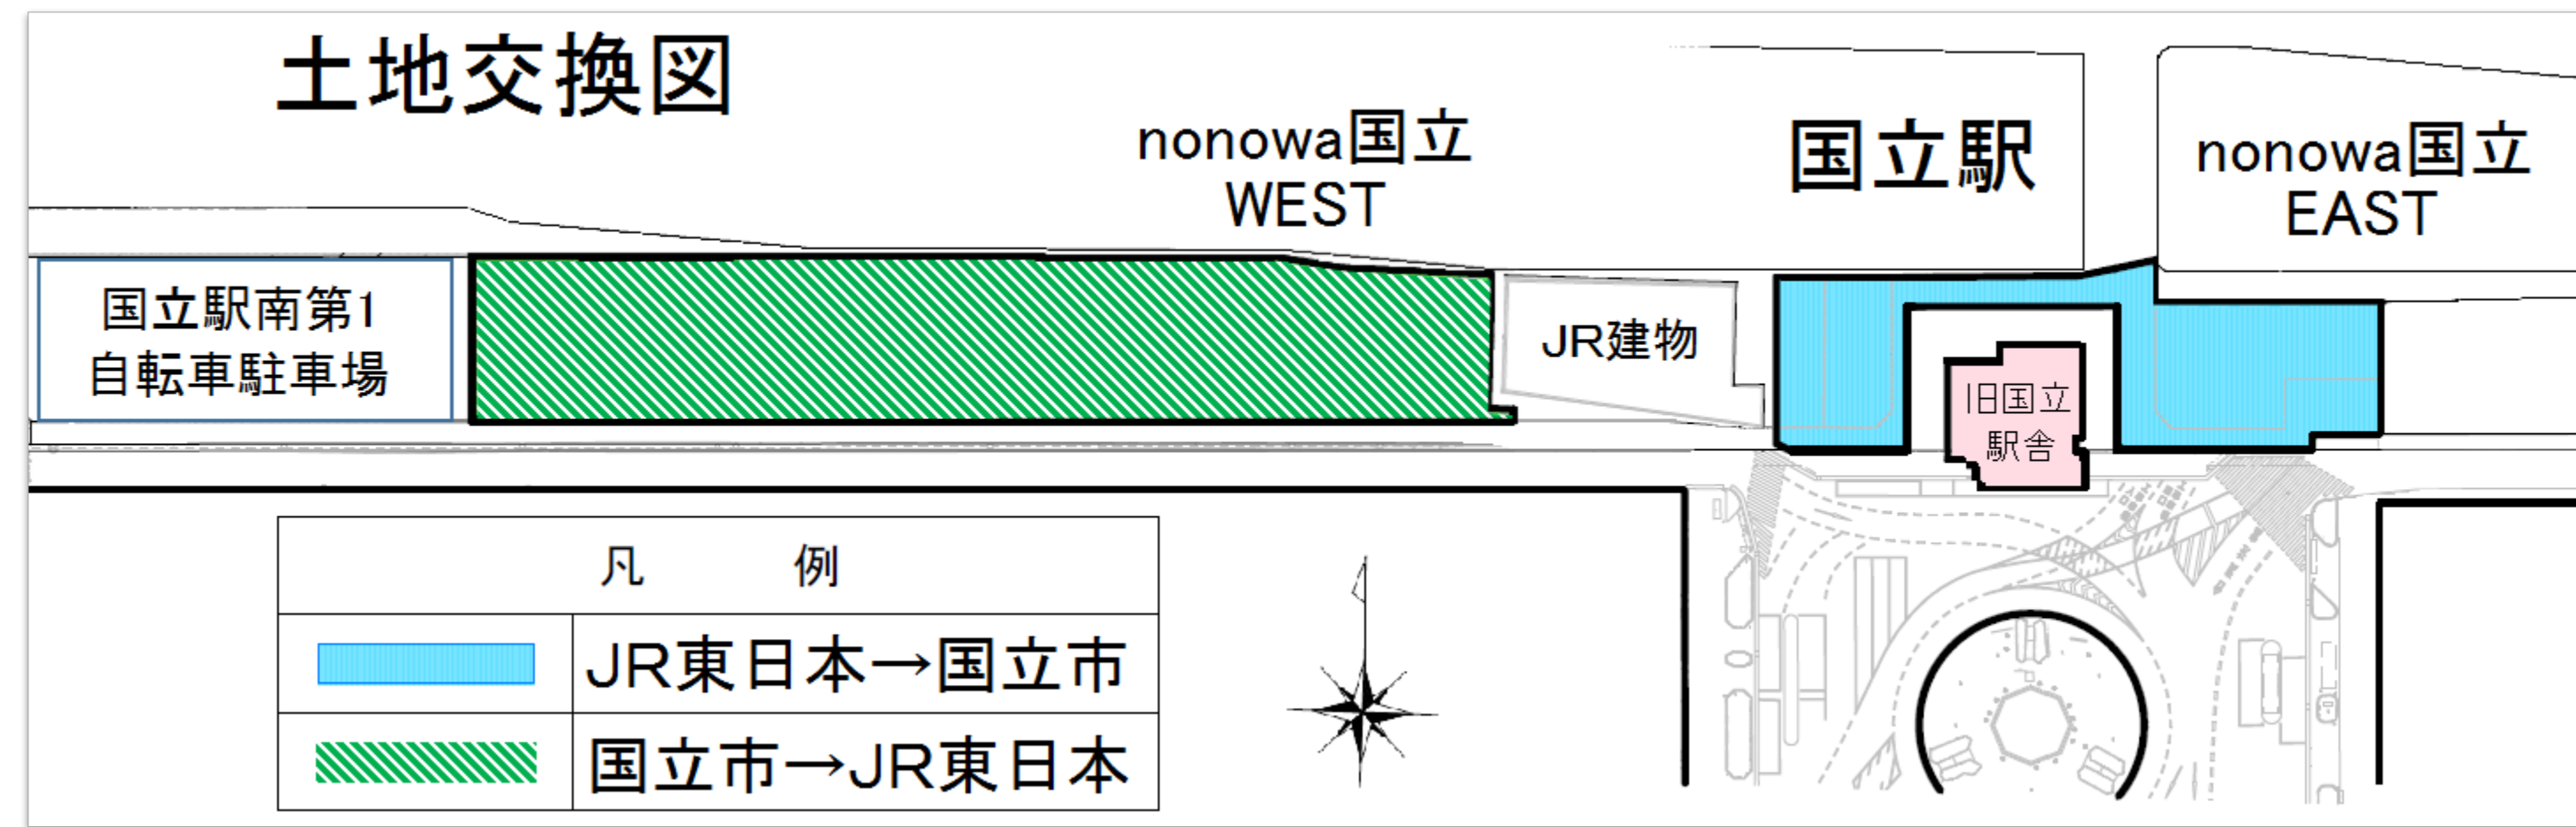 土地交換図
nonowa国立
WEST
国立駅
nonowa国立
EAST
国立駅南第1
自転車駐車場
JR建物
旧国立
駅舎
凡 例
JR東日本→国立市
国立市→JR東日本